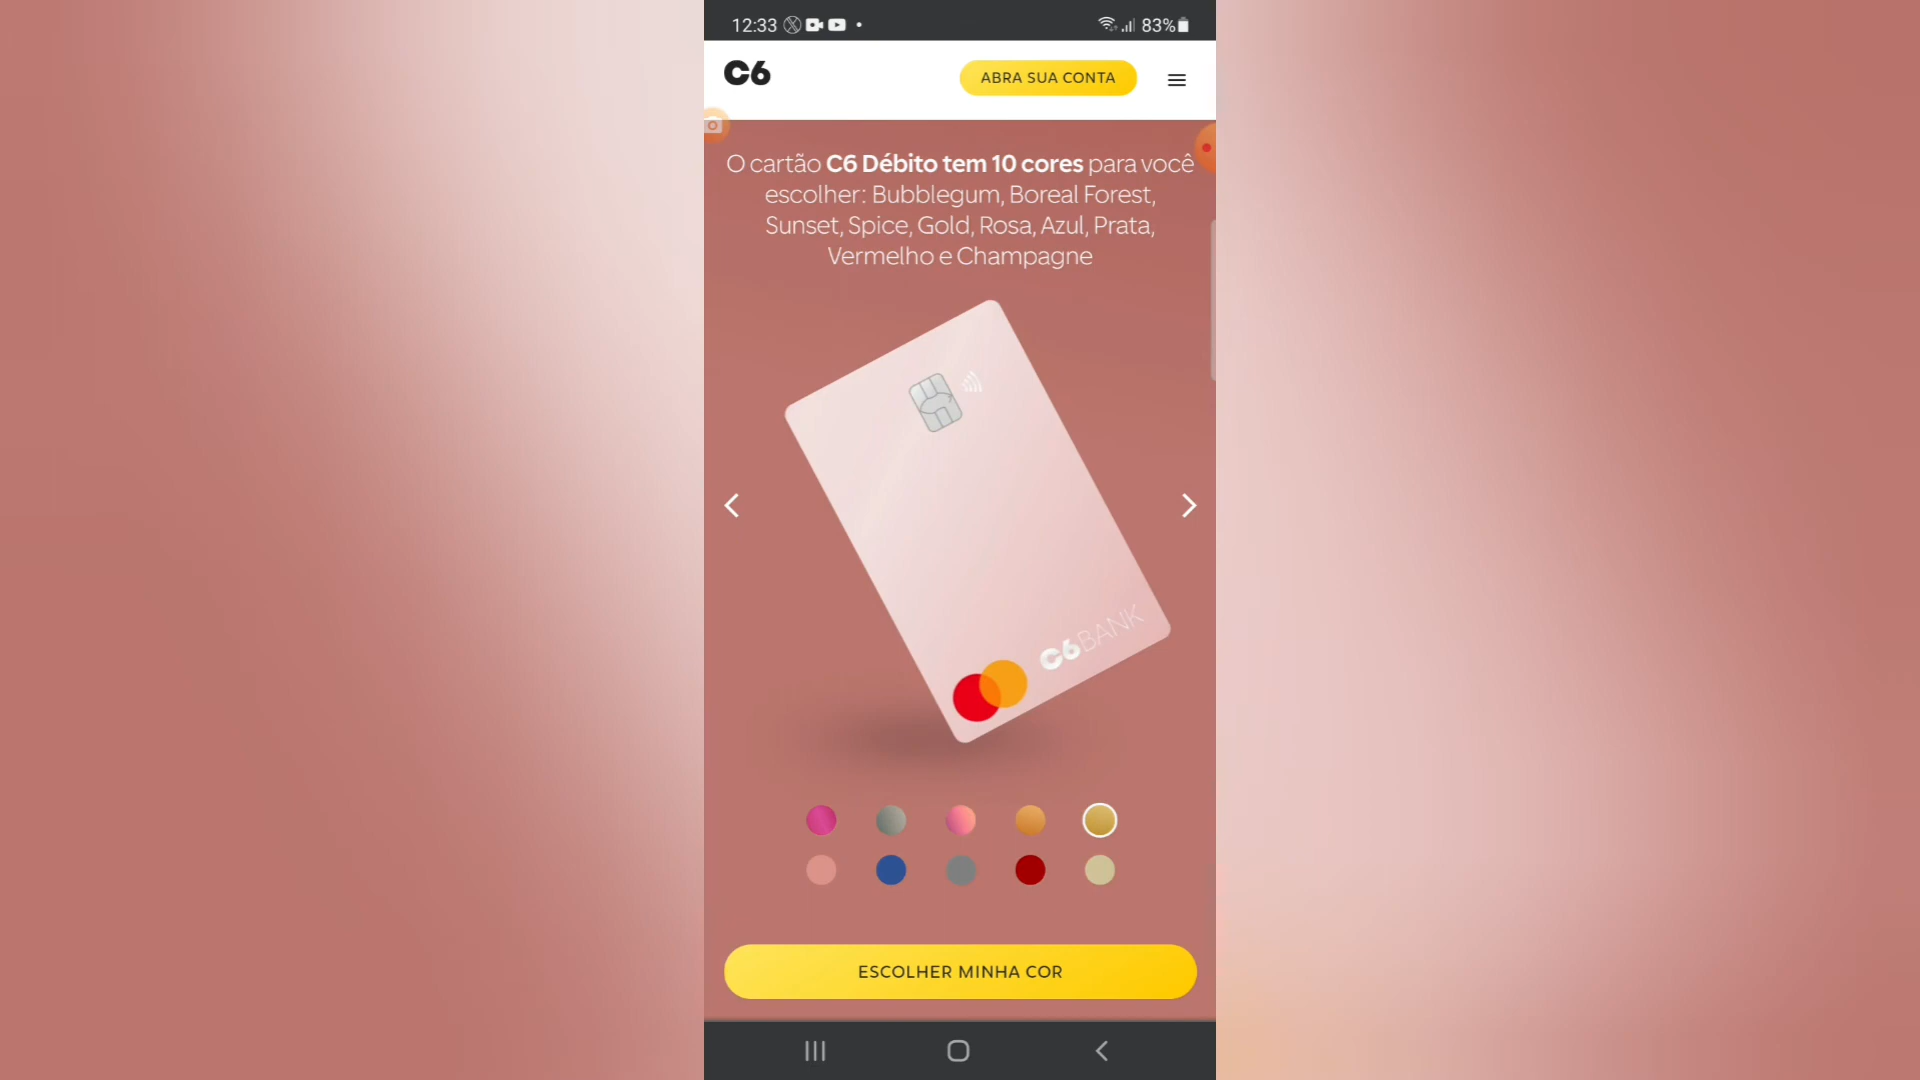 12:33
83%
C6
ABRA SUA CONTA
O cartão C6 Débito tem 10 cores para você
escolher: Bubblegum, Boreal Forest,
Sunset, Spice, Gold, Rosa, Azul, Prata,
Vermelho e Champagne
C6BANK
ESCOLHER MINHA COR